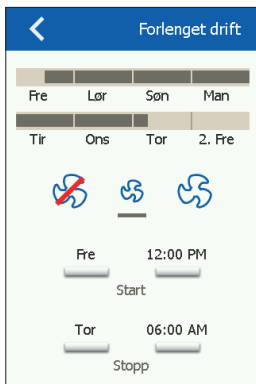 Forlenget drift
Fre Lør Søn Man
Tir Ons Tor 2. Fre
Fre 12:00 PM
Start
Tor 06:00 AM
Stopp